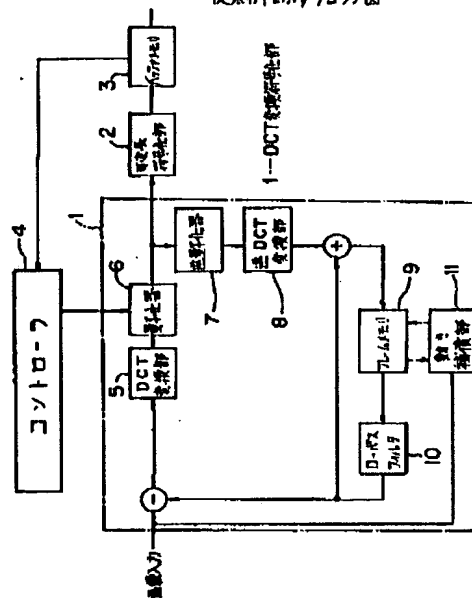 4
コントローラ
3
バッファメモリ
2
可変長
符号化部
1
1---DCT変換符号化部
6
量子化器
5
DCT
変換部
7
逆量子化器
8
逆DCT
変換部
9
フレームメモリ
11
動き
補償部
10
ローパス
フィルタ
画像入力
−
+